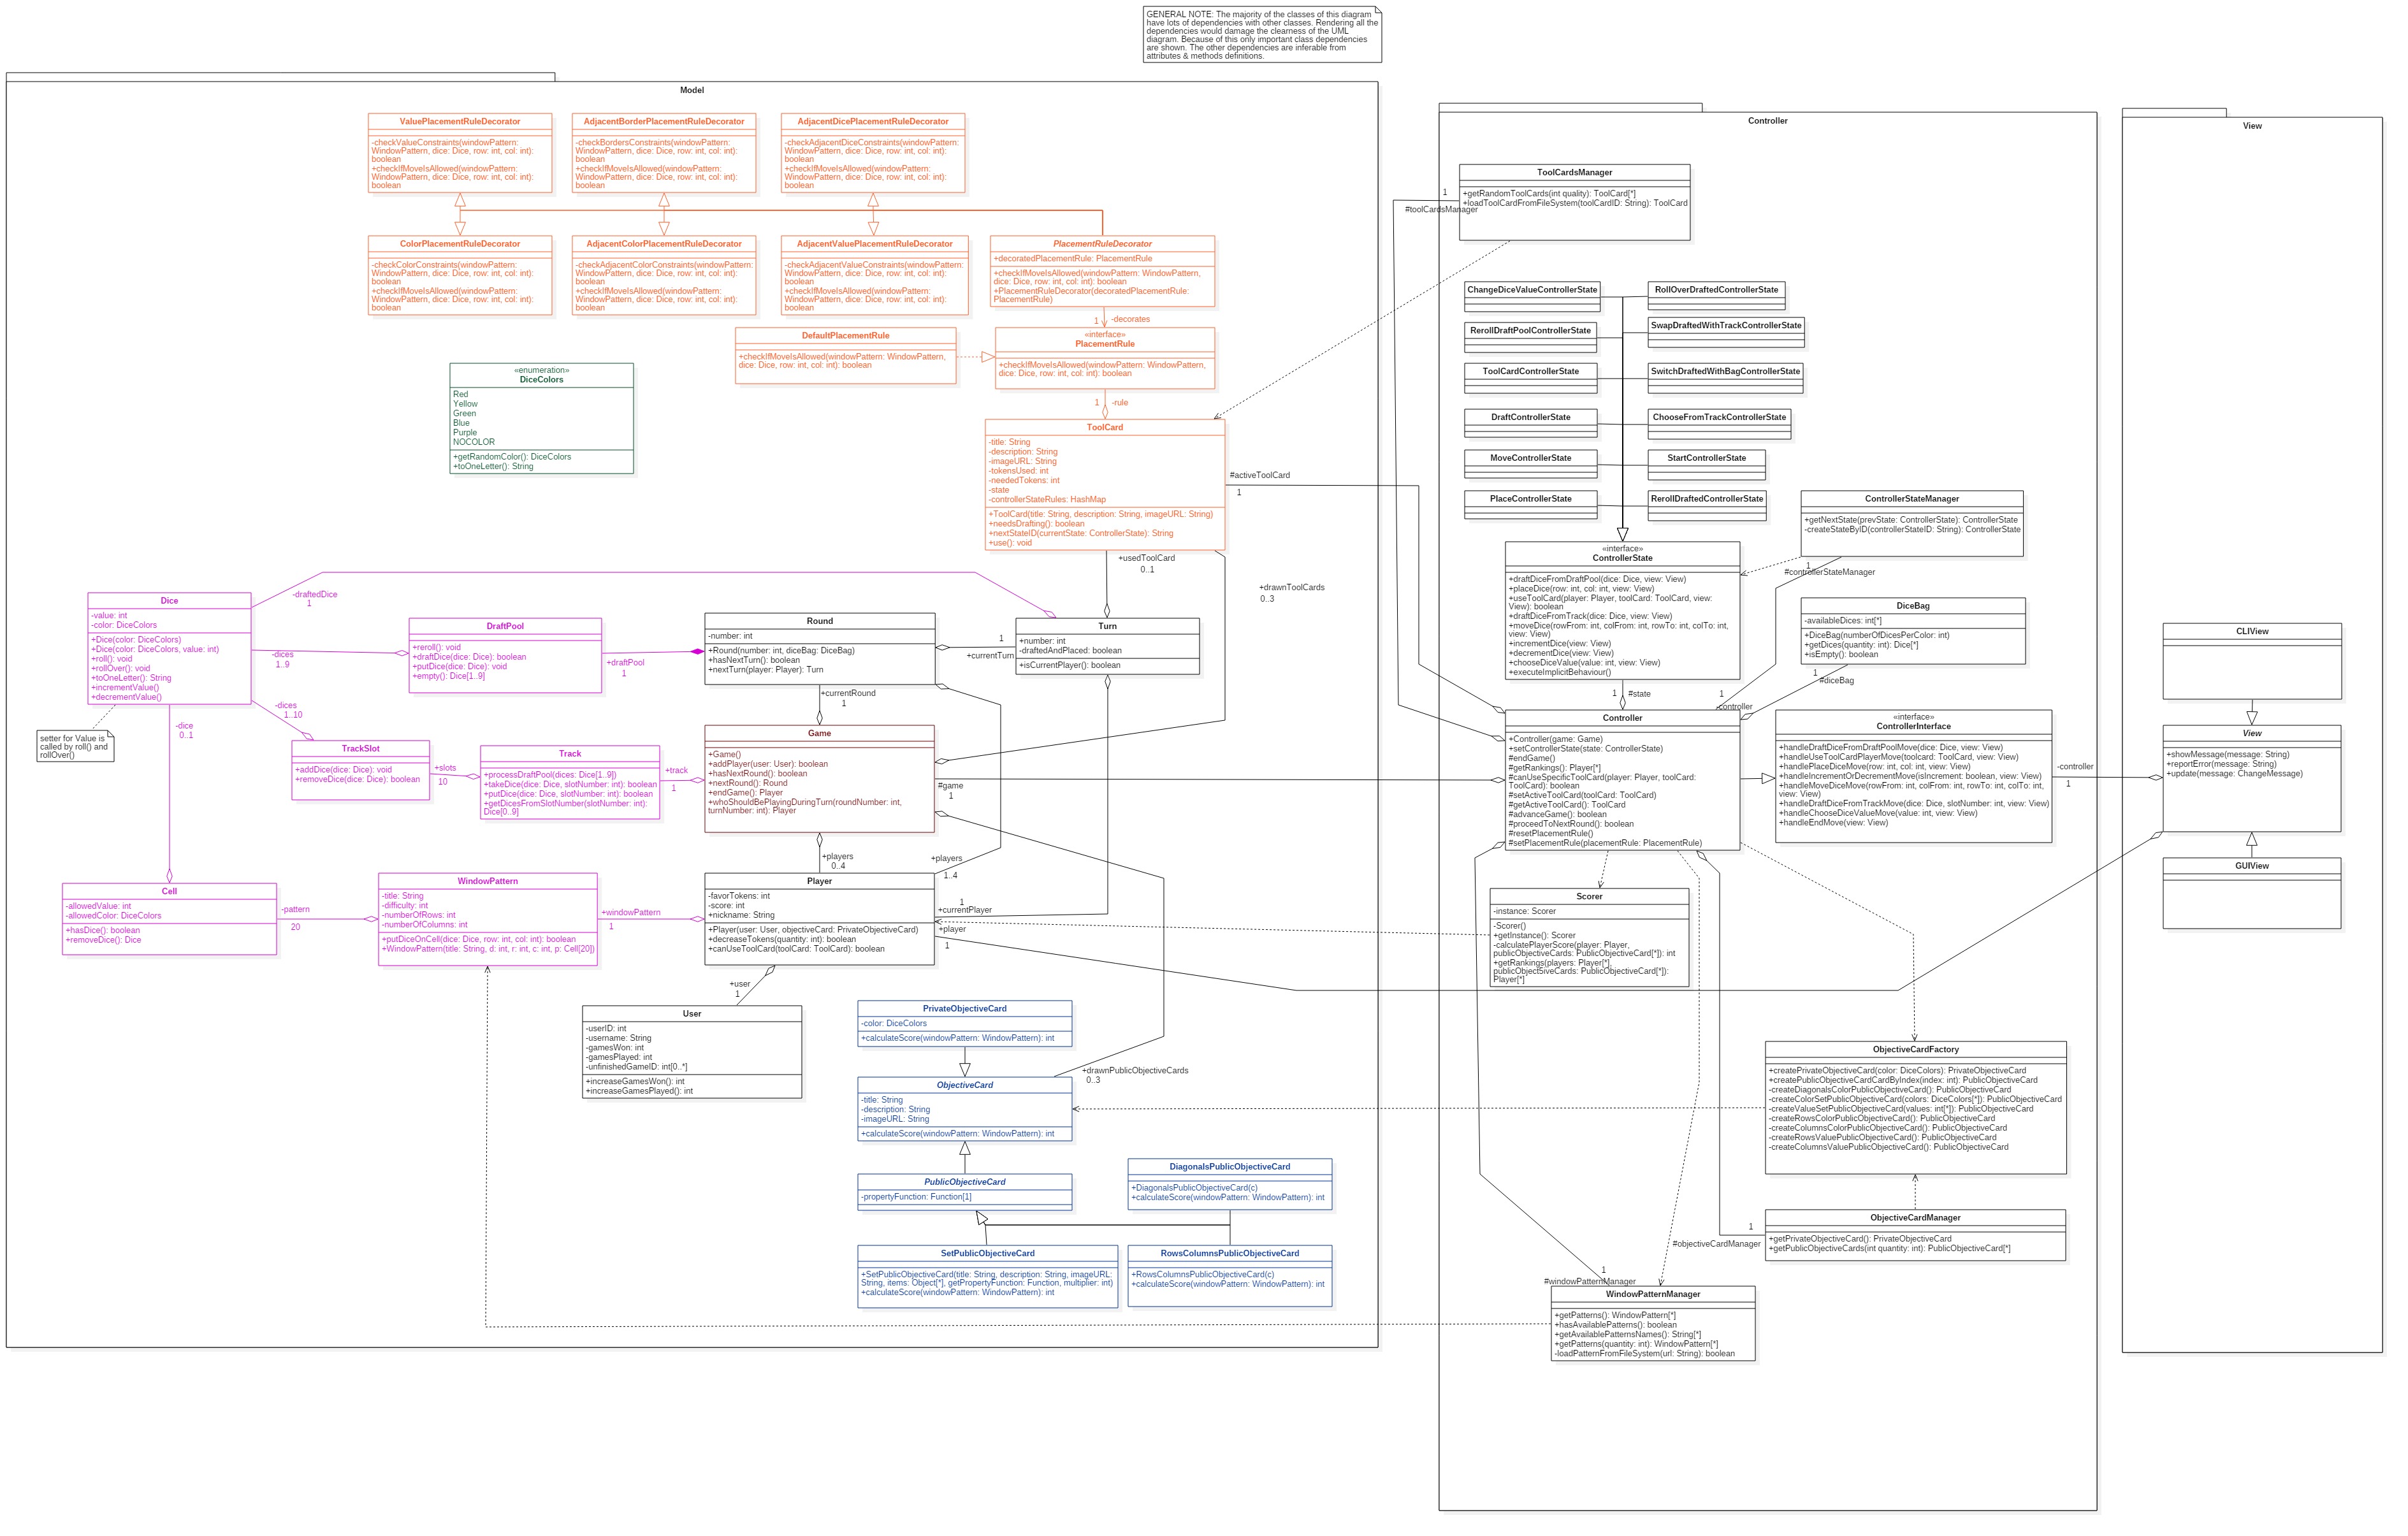 GENERAL NOTE: The majority of the classes of this diagram
have lots of dependencies with other classes. Rendering all the
dependencies would damage the clearness of the UML
diagram. Because of this only important class dependencies
are shown. The other dependencies are inferable from
attributes & methods definitions.
Model
ValuePlacementRuleDecorator
-checkValueConstraints(windowPattern:
WindowPattern, dice: Dice, row: int, col: int):
boolean
+checkIfMoveIsAllowed(windowPattern:
WindowPattern, dice: Dice, row: int, col: int):
boolean
AdjacentBorderPlacementRuleDecorator
-checkBordersConstraints(windowPattern:
WindowPattern, dice: Dice, row: int, col: int):
boolean
+checkIfMoveIsAllowed(windowPattern:
WindowPattern, dice: Dice, row: int, col: int):
boolean
AdjacentDicePlacementRuleDecorator
-checkAdjacentDiceConstraints(windowPattern:
WindowPattern, dice: Dice, row: int, col: int):
boolean
+checkIfMoveIsAllowed(windowPattern:
WindowPattern, dice: Dice, row: int, col: int):
boolean
ColorPlacementRuleDecorator
-checkColorConstraints(windowPattern:
WindowPattern, dice: Dice, row: int, col: int):
boolean
+checkIfMoveIsAllowed(windowPattern:
WindowPattern, dice: Dice, row: int, col: int):
boolean
AdjacentColorPlacementRuleDecorator
-checkAdjacentColorConstraints(windowPattern:
WindowPattern, dice: Dice, row: int, col: int):
boolean
+checkIfMoveIsAllowed(windowPattern:
WindowPattern, dice: Dice, row: int, col: int):
boolean
AdjacentValuePlacementRuleDecorator
-checkAdjacentValueConstraints(windowPattern:
WindowPattern, dice: Dice, row: int, col: int):
boolean
+checkIfMoveIsAllowed(windowPattern:
WindowPattern, dice: Dice, row: int, col: int):
boolean
PlacementRuleDecorator
+decoratedPlacementRule: PlacementRule
+checkIfMoveIsAllowed(windowPattern: WindowPattern,
dice: Dice, row: int, col: int): boolean
+PlacementRuleDecorator(decoratedPlacementRule:
PlacementRule)
1
-decorates
DefaultPlacementRule
+checkIfMoveIsAllowed(windowPattern: WindowPattern,
dice: Dice, row: int, col: int): boolean
«interface»
PlacementRule
+checkIfMoveIsAllowed(windowPattern: WindowPattern,
dice: Dice, row: int, col: int): boolean
1
-rule
«enumeration»
DiceColors
Red
Yellow
Green
Blue
Purple
NOCOLOR
+getRandomColor(): DiceColors
+toOneLetter(): String
ToolCard
-title: String
-description: String
-imageURL: String
-tokensUsed: int
-neededTokens: int
-state
-controllerStateRules: HashMap
+ToolCard(title: String, description: String, imageURL: String)
+needsDrafting(): boolean
+nextStateID(currentState: ControllerState): String
+use(): void
#activeToolCard
1
+usedToolCard
0..1
+drawnToolCards
0..3
Dice
-value: int
-color: DiceColors
+Dice(color: DiceColors)
+Dice(color: DiceColors, value: int)
+roll(): void
+rollOver(): void
+toOneLetter(): String
+incrementValue()
+decrementValue()
-draftedDice
1
-dices
1..9
-dices
1..10
-dice
0..1
setter for Value is
called by roll() and
rollOver()
DraftPool
+reroll(): void
+draftDice(dice: Dice): boolean
+putDice(dice: Dice): void
+empty(): Dice[1..9]
+draftPool
1
Round
-number: int
+Round(number: int, diceBag: DiceBag)
+hasNextTurn(): boolean
+nextTurn(player: Player): Turn
1
+currentTurn
Turn
+number: int
-draftedAndPlaced: boolean
+isCurrentPlayer(): boolean
+currentRound
1
TrackSlot
+addDice(dice: Dice): void
+removeDice(dice: Dice): boolean
+slots
10
Track
+processDraftPool(dices: Dice[1..9])
+takeDice(dice: Dice, slotNumber: int): boolean
+putDice(dice: Dice, slotNumber: int): boolean
+getDicesFromSlotNumber(slotNumber: int):
Dice[0..9]
+track
1
Game
+Game()
+addPlayer(user: User): boolean
+hasNextRound(): boolean
+nextRound(): Round
+endGame(): Player
+whoShouldBePlayingDuringTurn(roundNumber: int,
turnNumber: int): Player
#game
1
+players
0..4
+players
1..4
Cell
-allowedValue: int
-allowedColor: DiceColors
+hasDice(): boolean
+removeDice(): Dice
-pattern
20
WindowPattern
-title: String
-difficulty: int
-numberOfRows: int
-numberOfColumns: int
+putDiceOnCell(dice: Dice, row: int, col: int): boolean
+WindowPattern(title: String, d: int, r: int, c: int, p: Cell[20])
+windowPattern
1
Player
-favorTokens: int
-score: int
+nickname: String
+Player(user: User, objectiveCard: PrivateObjectiveCard)
+decreaseTokens(quantity: int): boolean
+canUseToolCard(toolCard: ToolCard): boolean
1
+currentPlayer
+player
1
+user
1
User
-userID: int
-username: String
-gamesWon: int
-gamesPlayed: int
-unfinishedGameID: int[0..*]
+increaseGamesWon(): int
+increaseGamesPlayed(): int
PrivateObjectiveCard
-color: DiceColors
+calculateScore(windowPattern: WindowPattern): int
ObjectiveCard
-title: String
-description: String
-imageURL: String
+calculateScore(windowPattern: WindowPattern): int
+drawnPublicObjectiveCards
0..3
PublicObjectiveCard
-propertyFunction: Function[1]
DiagonalsPublicObjectiveCard
+DiagonalsPublicObjectiveCard(c)
+calculateScore(windowPattern: WindowPattern): int
SetPublicObjectiveCard
+SetPublicObjectiveCard(title: String, description: String, imageURL:
String, items: Object[*], getPropertyFunction: Function, multiplier: int)
+calculateScore(windowPattern: WindowPattern): int
RowsColumnsPublicObjectiveCard
+RowsColumnsPublicObjectiveCard(c)
+calculateScore(windowPattern: WindowPattern): int
Controller
ToolCardsManager
+getRandomToolCards(int quality): ToolCard[*]
+loadToolCardFromFileSystem(toolCardID: String): ToolCard
1
#toolCardsManager
ChangeDiceValueControllerState
RollOverDraftedControllerState
RerollDraftPoolControllerState
SwapDraftedWithTrackControllerState
ToolCardControllerState
SwitchDraftedWithBagControllerState
DraftControllerState
ChooseFromTrackControllerState
MoveControllerState
StartControllerState
PlaceControllerState
RerollDraftedControllerState
ControllerStateManager
+getNextState(prevState: ControllerState): ControllerState
-createStateByID(controllerStateID: String): ControllerState
1
#controllerStateManager
«interface»
ControllerState
+draftDiceFromDraftPool(dice: Dice, view: View)
+placeDice(row: int, col: int, view: View)
+useToolCard(player: Player, toolCard: ToolCard, view:
View): boolean
+draftDiceFromTrack(dice: Dice, view: View)
+moveDice(rowFrom: int, colFrom: int, rowTo: int, colTo: int,
view: View)
+incrementDice(view: View)
+decrementDice(view: View)
+chooseDiceValue(value: int, view: View)
+executeImplicitBehaviour()
1
#state
1
-controller
DiceBag
-availableDices: int[*]
+DiceBag(numberOfDicesPerColor: int)
+getDices(quantity: int): Dice[*]
+isEmpty(): boolean
1
#diceBag
Controller
+Controller(game: Game)
+setControllerState(state: ControllerState)
#endGame()
#getRankings(): Player[*]
#canUseSpecificToolCard(player: Player, toolCard:
ToolCard): boolean
#setActiveToolCard(toolCard: ToolCard)
#getActiveToolCard(): ToolCard
#advanceGame(): boolean
#proceedToNextRound(): boolean
#resetPlacementRule()
#setPlacementRule(placementRule: PlacementRule)
«interface»
ControllerInterface
+handleDraftDiceFromDraftPoolMove(dice: Dice, view: View)
+handleUseToolCardPlayerMove(toolcard: ToolCard, view: View)
+handlePlaceDiceMove(row: int, col: int, view: View)
+handleIncrementOrDecrementMove(isIncrement: boolean, view: View)
+handleMoveDiceMove(rowFrom: int, colFrom: int, rowTo: int, colTo: int,
view: View)
+handleDraftDiceFromTrackMove(dice: Dice, slotNumber: int, view: View)
+handleChooseDiceValueMove(value: int, view: View)
+handleEndMove(view: View)
-controller
1
Scorer
-instance: Scorer
-Scorer()
+getInstance(): Scorer
-calculatePlayerScore(player: Player,
publicObjectiveCards: PublicObjectiveCard[*]): int
+getRankings(players: Player[*],
publicObject5iveCards: PublicObjectiveCard[*]):
Player[*]
ObjectiveCardFactory
+createPrivateObjectiveCard(color: DiceColors): PrivateObjectiveCard
+createPublicObjectiveCardCardByIndex(index: int): PublicObjectiveCard
-createDiagonalsColorPublicObjectiveCard(): PublicObjectiveCard
-createColorSetPublicObjectiveCard(colors: DiceColors[*]): PublicObjectiveCard
-createValueSetPublicObjectiveCard(values: int[*]): PublicObjectiveCard
-createRowsColorPublicObjectiveCard(): PublicObjectiveCard
-createColumnsColorPublicObjectiveCard(): PublicObjectiveCard
-createRowsValuePublicObjectiveCard(): PublicObjectiveCard
-createColumnsValuePublicObjectiveCard(): PublicObjectiveCard
ObjectiveCardManager
+getPrivateObjectiveCard(): PrivateObjectiveCard
+getPublicObjectiveCards(int quantity: int): PublicObjectiveCard[*]
1
#objectiveCardManager
1
#windowPatternManager
WindowPatternManager
+getPatterns(): WindowPattern[*]
+hasAvailablePatterns(): boolean
+getAvailablePatternsNames(): String[*]
+getPatterns(quantity: int): WindowPattern[*]
-loadPatternFromFileSystem(url: String): boolean
View
CLIView
View
+showMessage(message: String)
+reportError(message: String)
+update(message: ChangeMessage)
GUIView